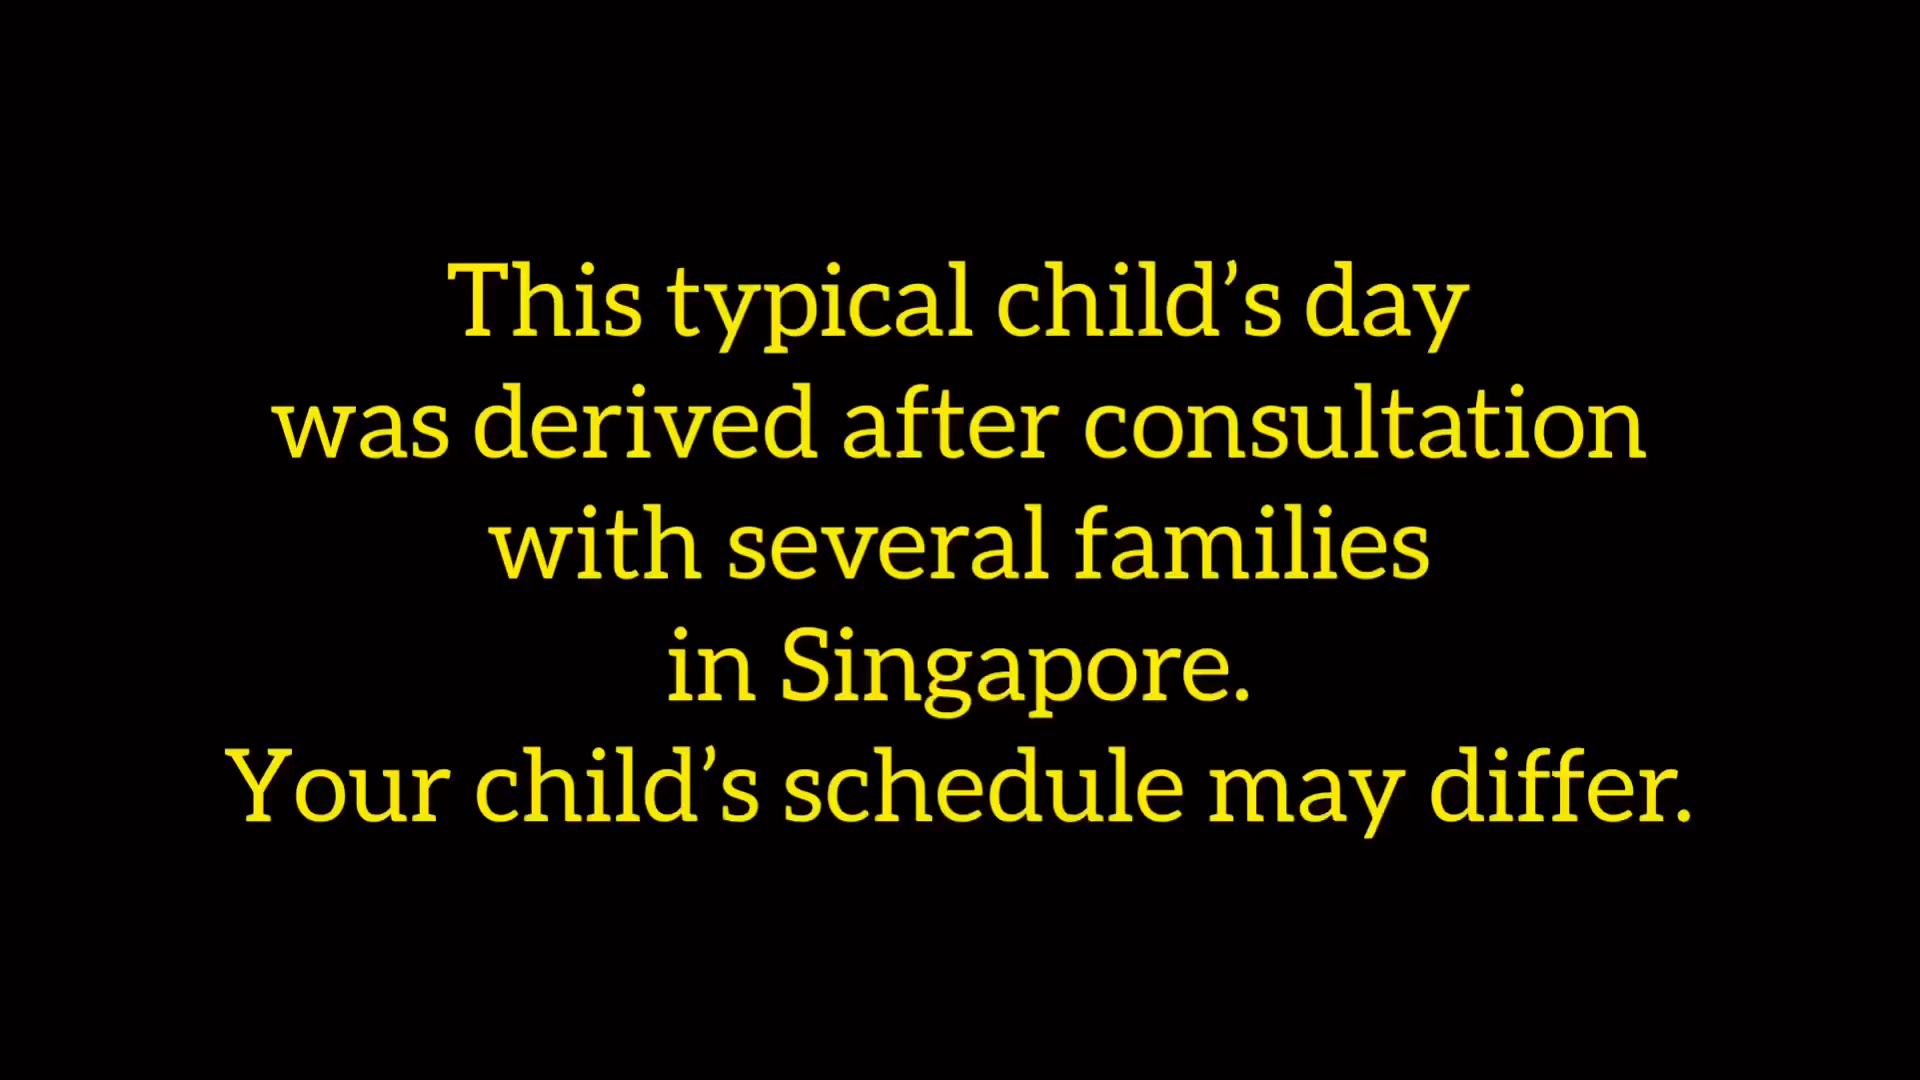 This typical child’s day
was derived after consultation
with several families
in Singapore.
Your child’s schedule may differ.